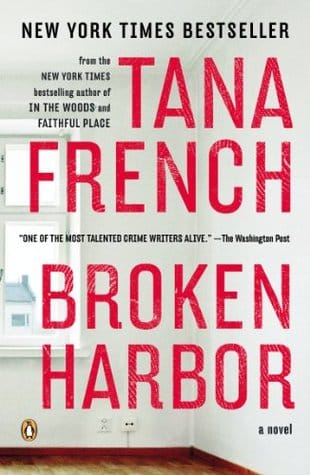 NEW YORK TIMES BESTSELLER
from the
NEW YORK TIMES
bestselling author of
IN THE WOODS and
FAITHFUL PLACE
TANA
FRENCH
"ONE OF THE MOST TALENTED CRIME WRITERS ALIVE." —The Washington Post
BROKEN
HARBOR
a novel